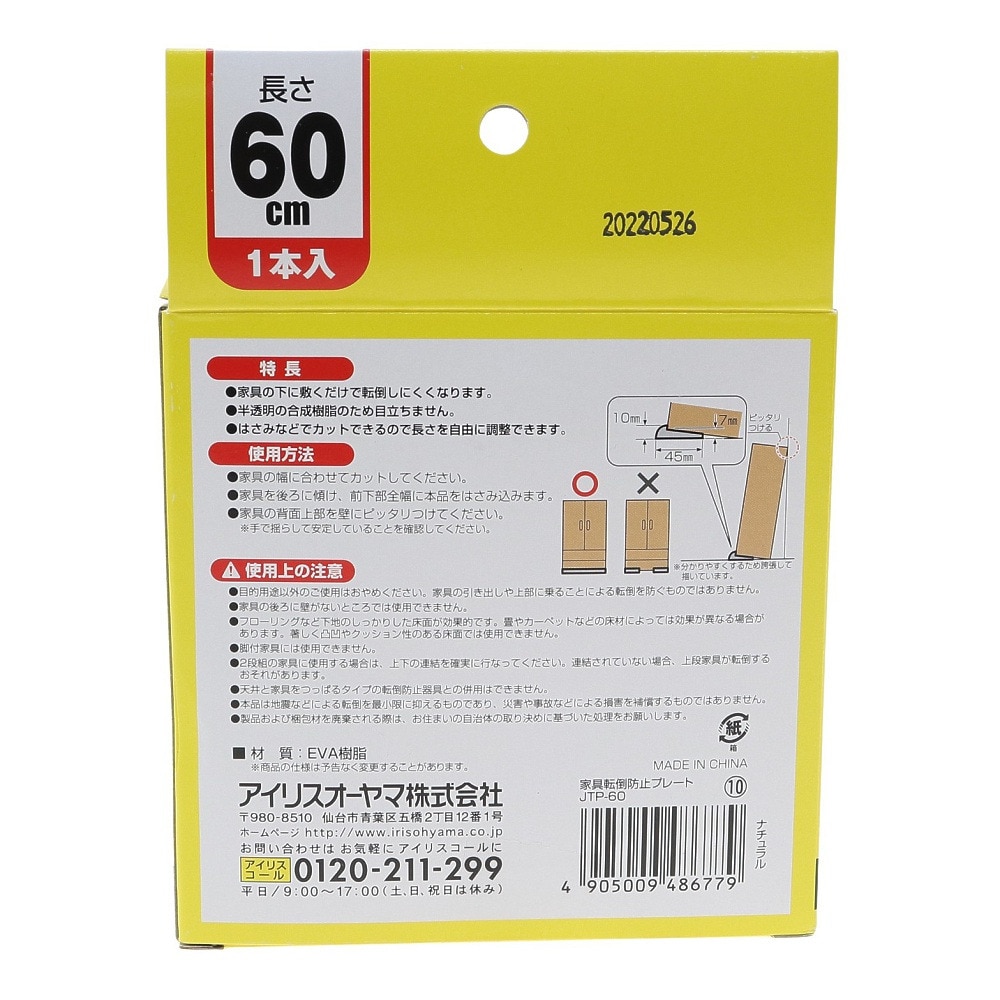 長さ
60
cm
1本入
20220526
特長
●家具の下に敷くだけで転倒しにくくなります。
●半透明の合成樹脂のため目立ちません。
●はさみなどでカットできるので長さを自由に調整できます。
使用方法
●家具の幅に合わせてカットしてください。
●家具を後ろに傾け、前下部全幅に本品をはさみ込みます。
●家具の背面上部を壁にピッタリつけてください。
※手で揺らして安定していることを確認してください。
10mm
7mm
45mm
ピッタリ
つける
※分かりやすくするため誇張して
描いています。
使用上の注意
●目的用途以外のご使用はおやめください。家具の引き出しや上部に乗ることによる転倒を防ぐものではありません。
●家具の後ろに壁がないところでは使用できません。
●フローリングなど下地のしっかりした床面が効果的です。畳やカーペットなどの床材によっては効果が異なる場合が
あります。著しく凸凹やクッション性のある床面では使用できません。
●脚付家具には使用できません。
●2段組の家具に使用する場合は、上下の連結を確実に行なってください。連結されていない場合、上段家具が転倒する
おそれがあります。
●天井と家具をつっぱるタイプの転倒防止器具との併用はできません。
●本品は地震などによる転倒を最小限に抑えるものであり、災害や事故などによる損害を補償するものではありません。
●製品および梱包材を廃棄される際は、お住まいの自治体の取り決めに基づいた処理をお願いします。
■材 質：EVA樹脂
※商品の仕様は予告なく変更することがあります。
紙
箱
MADE IN CHINA
アイリスオーヤマ株式会社
〒980-8510 仙台市青葉区五橋2丁目12番1号
ホームページ http://www.irisohyama.co.jp
お問い合わせは お気軽に アイリスコールに
アイリス
コール
0120-211-299
平日/9:00〜17:00(土、日、祝日は休み)
家具転倒防止プレート
JTP-60
⑩
ナチュラル
4 905009 486779